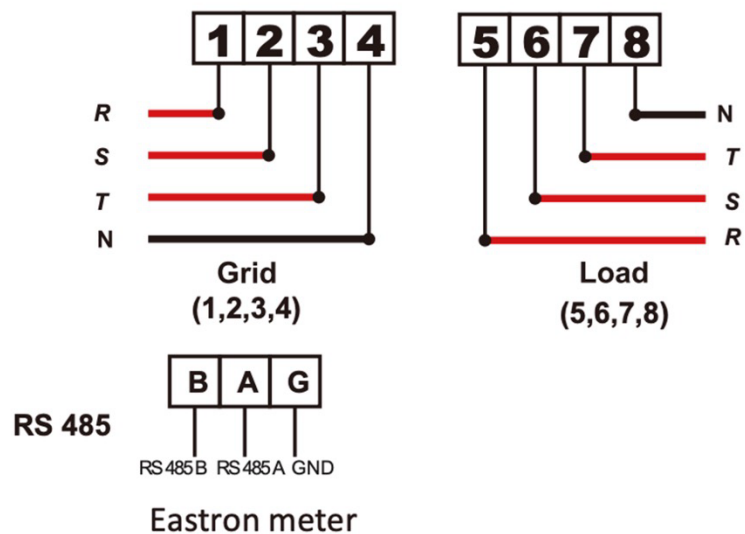 1 2 3 4
5 6 7 8
R
S
T
N
N
T
S
R
Grid
(1,2,3,4)
Load
(5,6,7,8)
B A G
RS 485
RS485B RS485A GND
Eastron meter